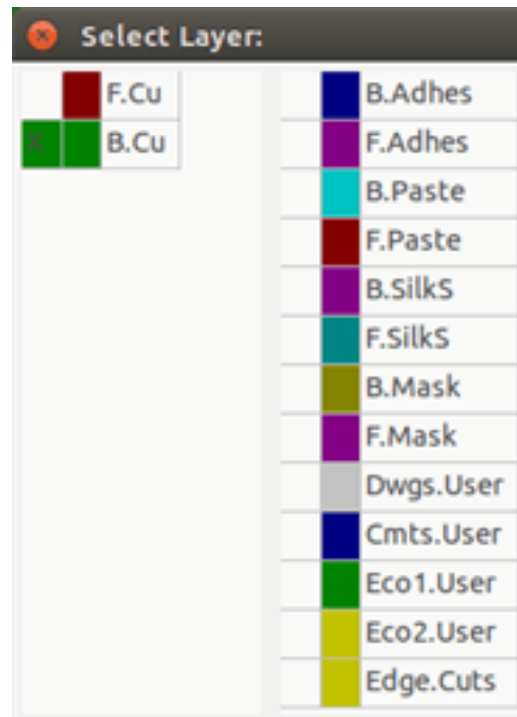 Select Layer:
F.Cu
X B.Cu
B.Adhes
F.Adhes
B.Paste
F.Paste
B.SilkS
F.SilkS
B.Mask
F.Mask
Dwgs.User
Cmts.User
Eco1.User
Eco2.User
Edge.Cuts